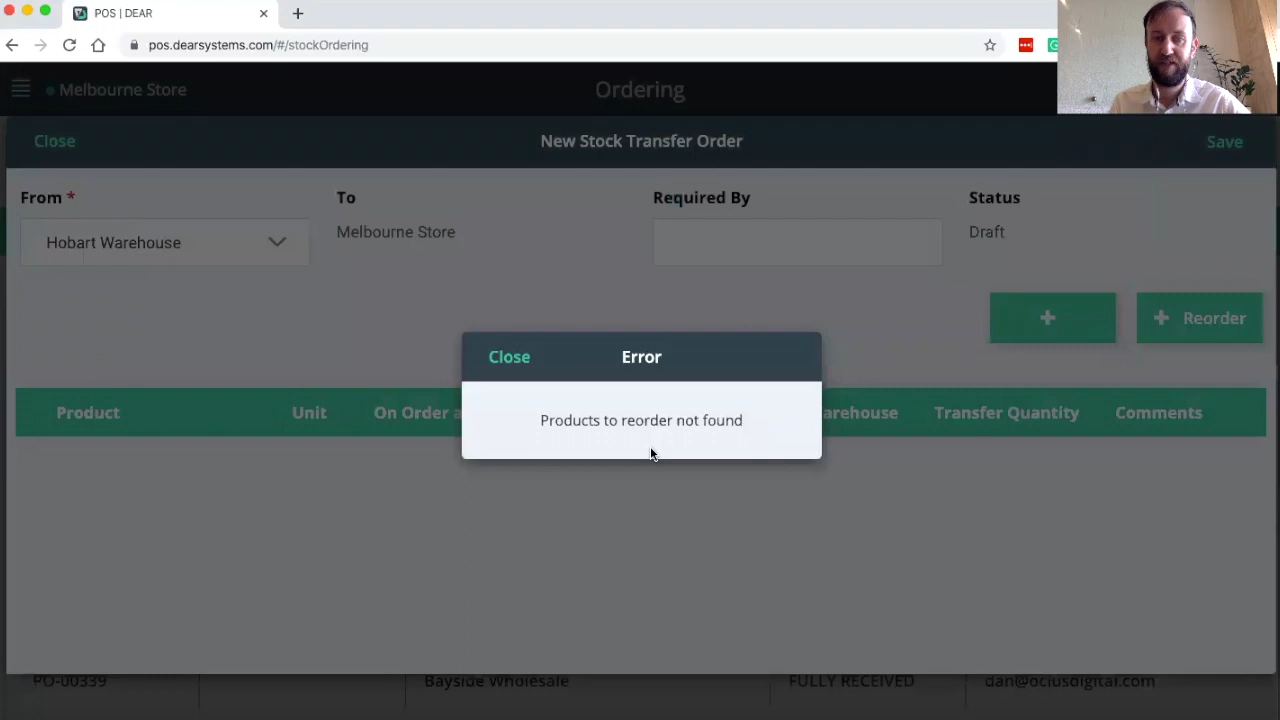 POS | DEAR
pos.dearsystems.com/#/stockOrdering
Melbourne Store
Ordering
Close
New Stock Transfer Order
Save
From *
To
Required By
Status
Hobart Warehouse
Melbourne Store
Draft
+
+ Reorder
Close
Error
Product
Unit
On Order a
arehouse
Transfer Quantity
Comments
Products to reorder not found
PO-00339
Bayside Wholesale
FULLY RECEIVED
dan@ociusdigital.com